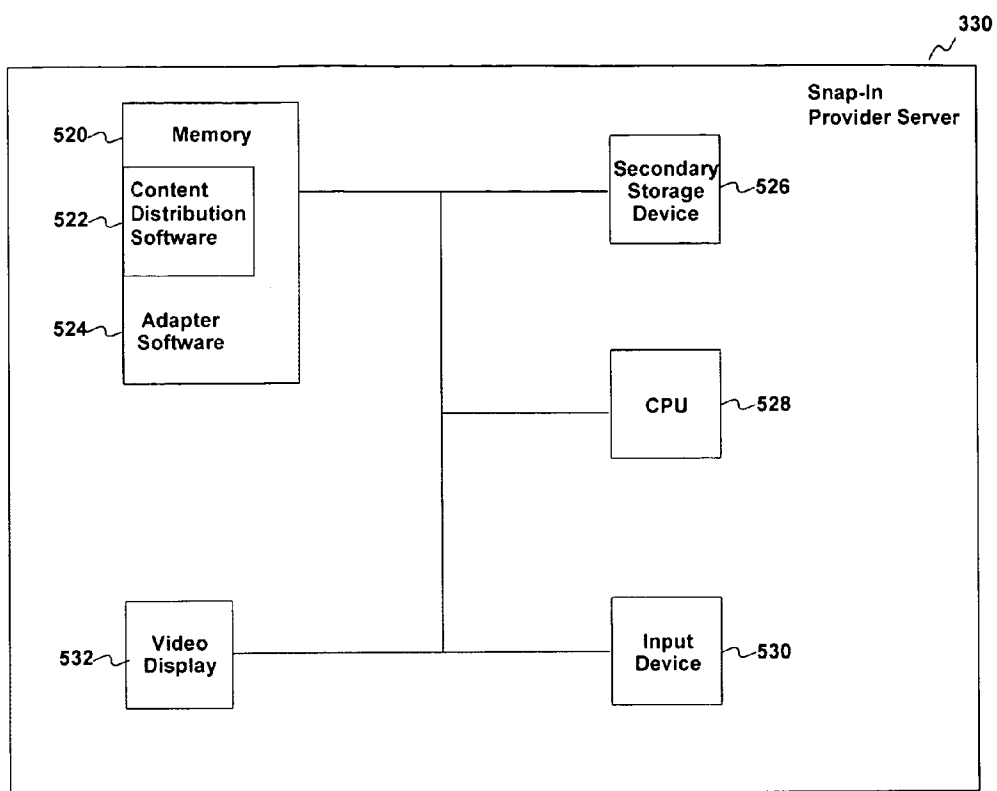 330
Snap-In
Provider Server
520
Memory
Content
Distribution
Software
522
524
Adapter
Software
Secondary
Storage
Device
526
CPU
528
532
Video
Display
Input
Device
530